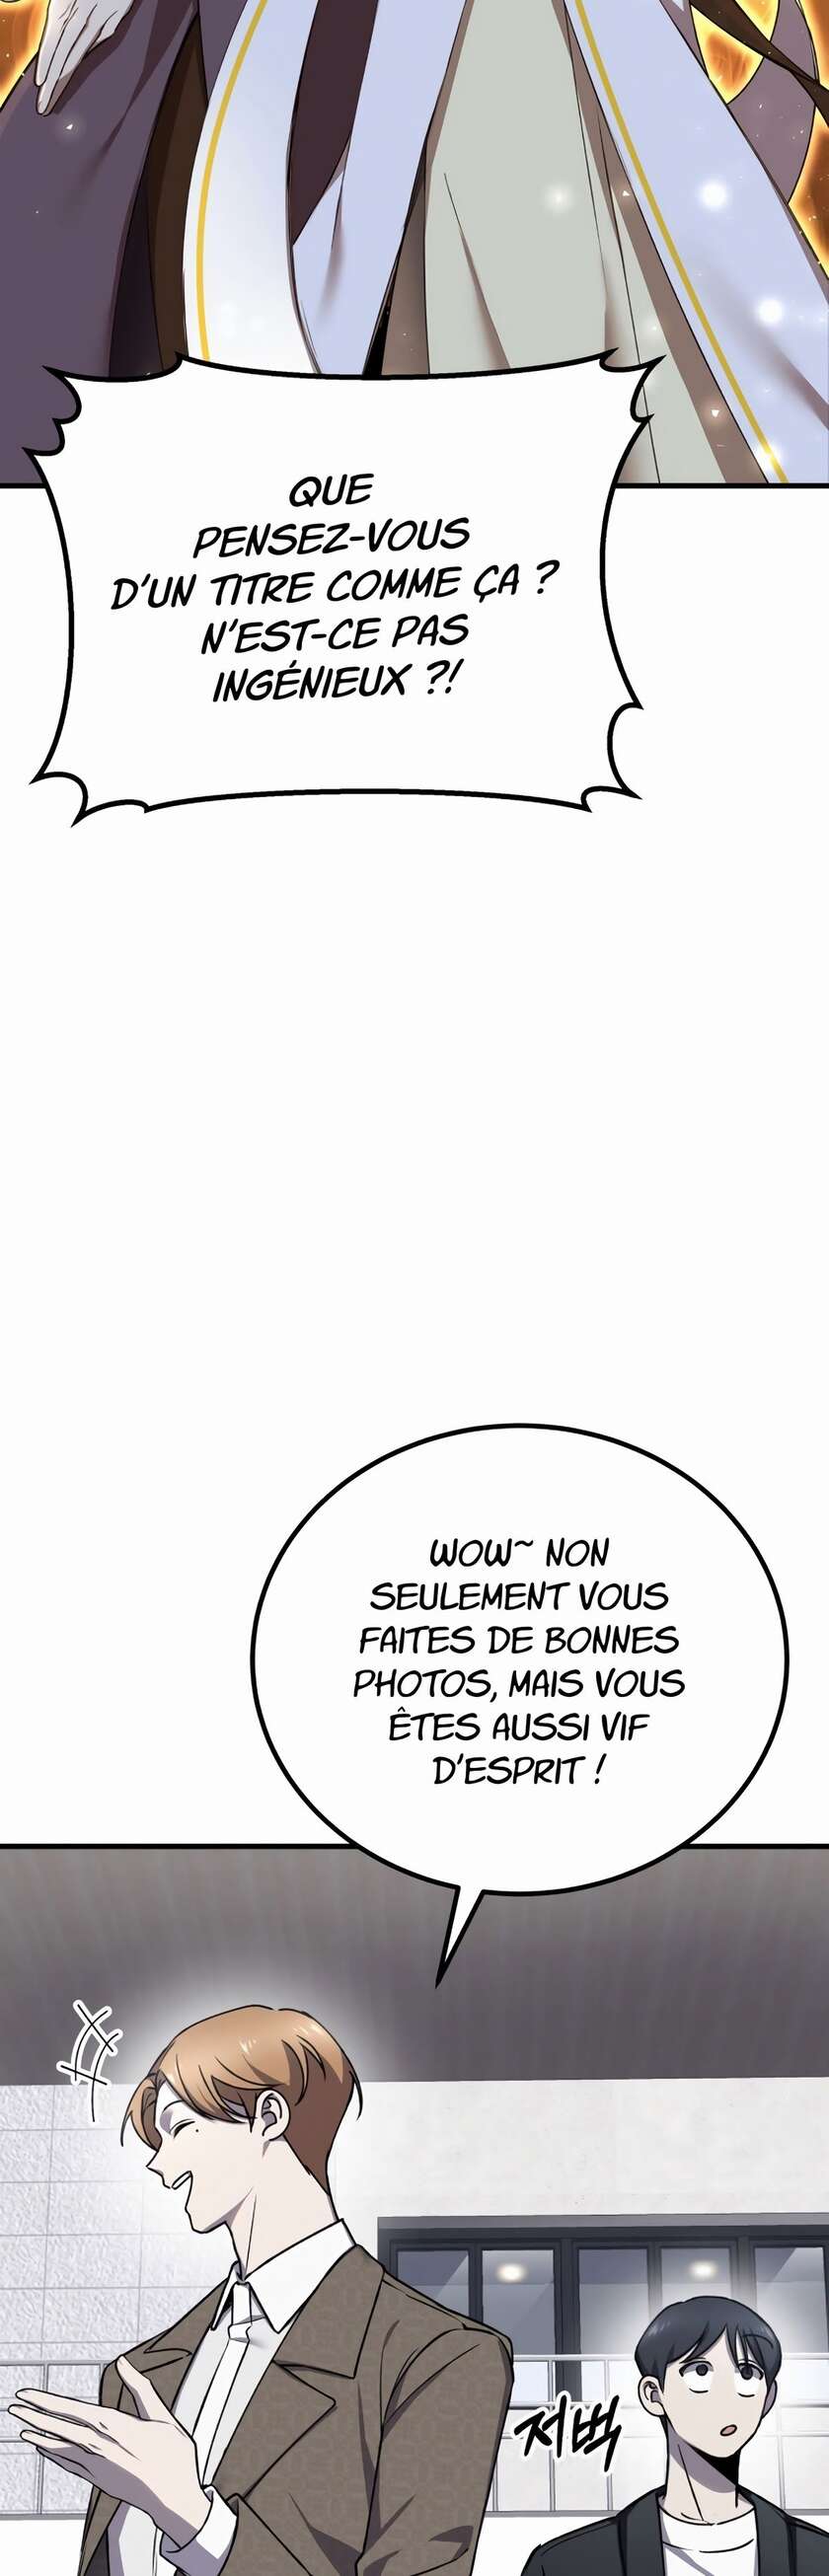 QUE
PENSEZ-VOUS
D'UN TITRE COMME ÇA ?
N'EST-CE PAS
INGÉNIEUX ?!
WOW~ NON
SEULEMENT VOUS
FAITES DE BONNES
PHOTOS, MAIS VOUS
ÊTES AUSSI VIF
D'ESPRIT !
저벅